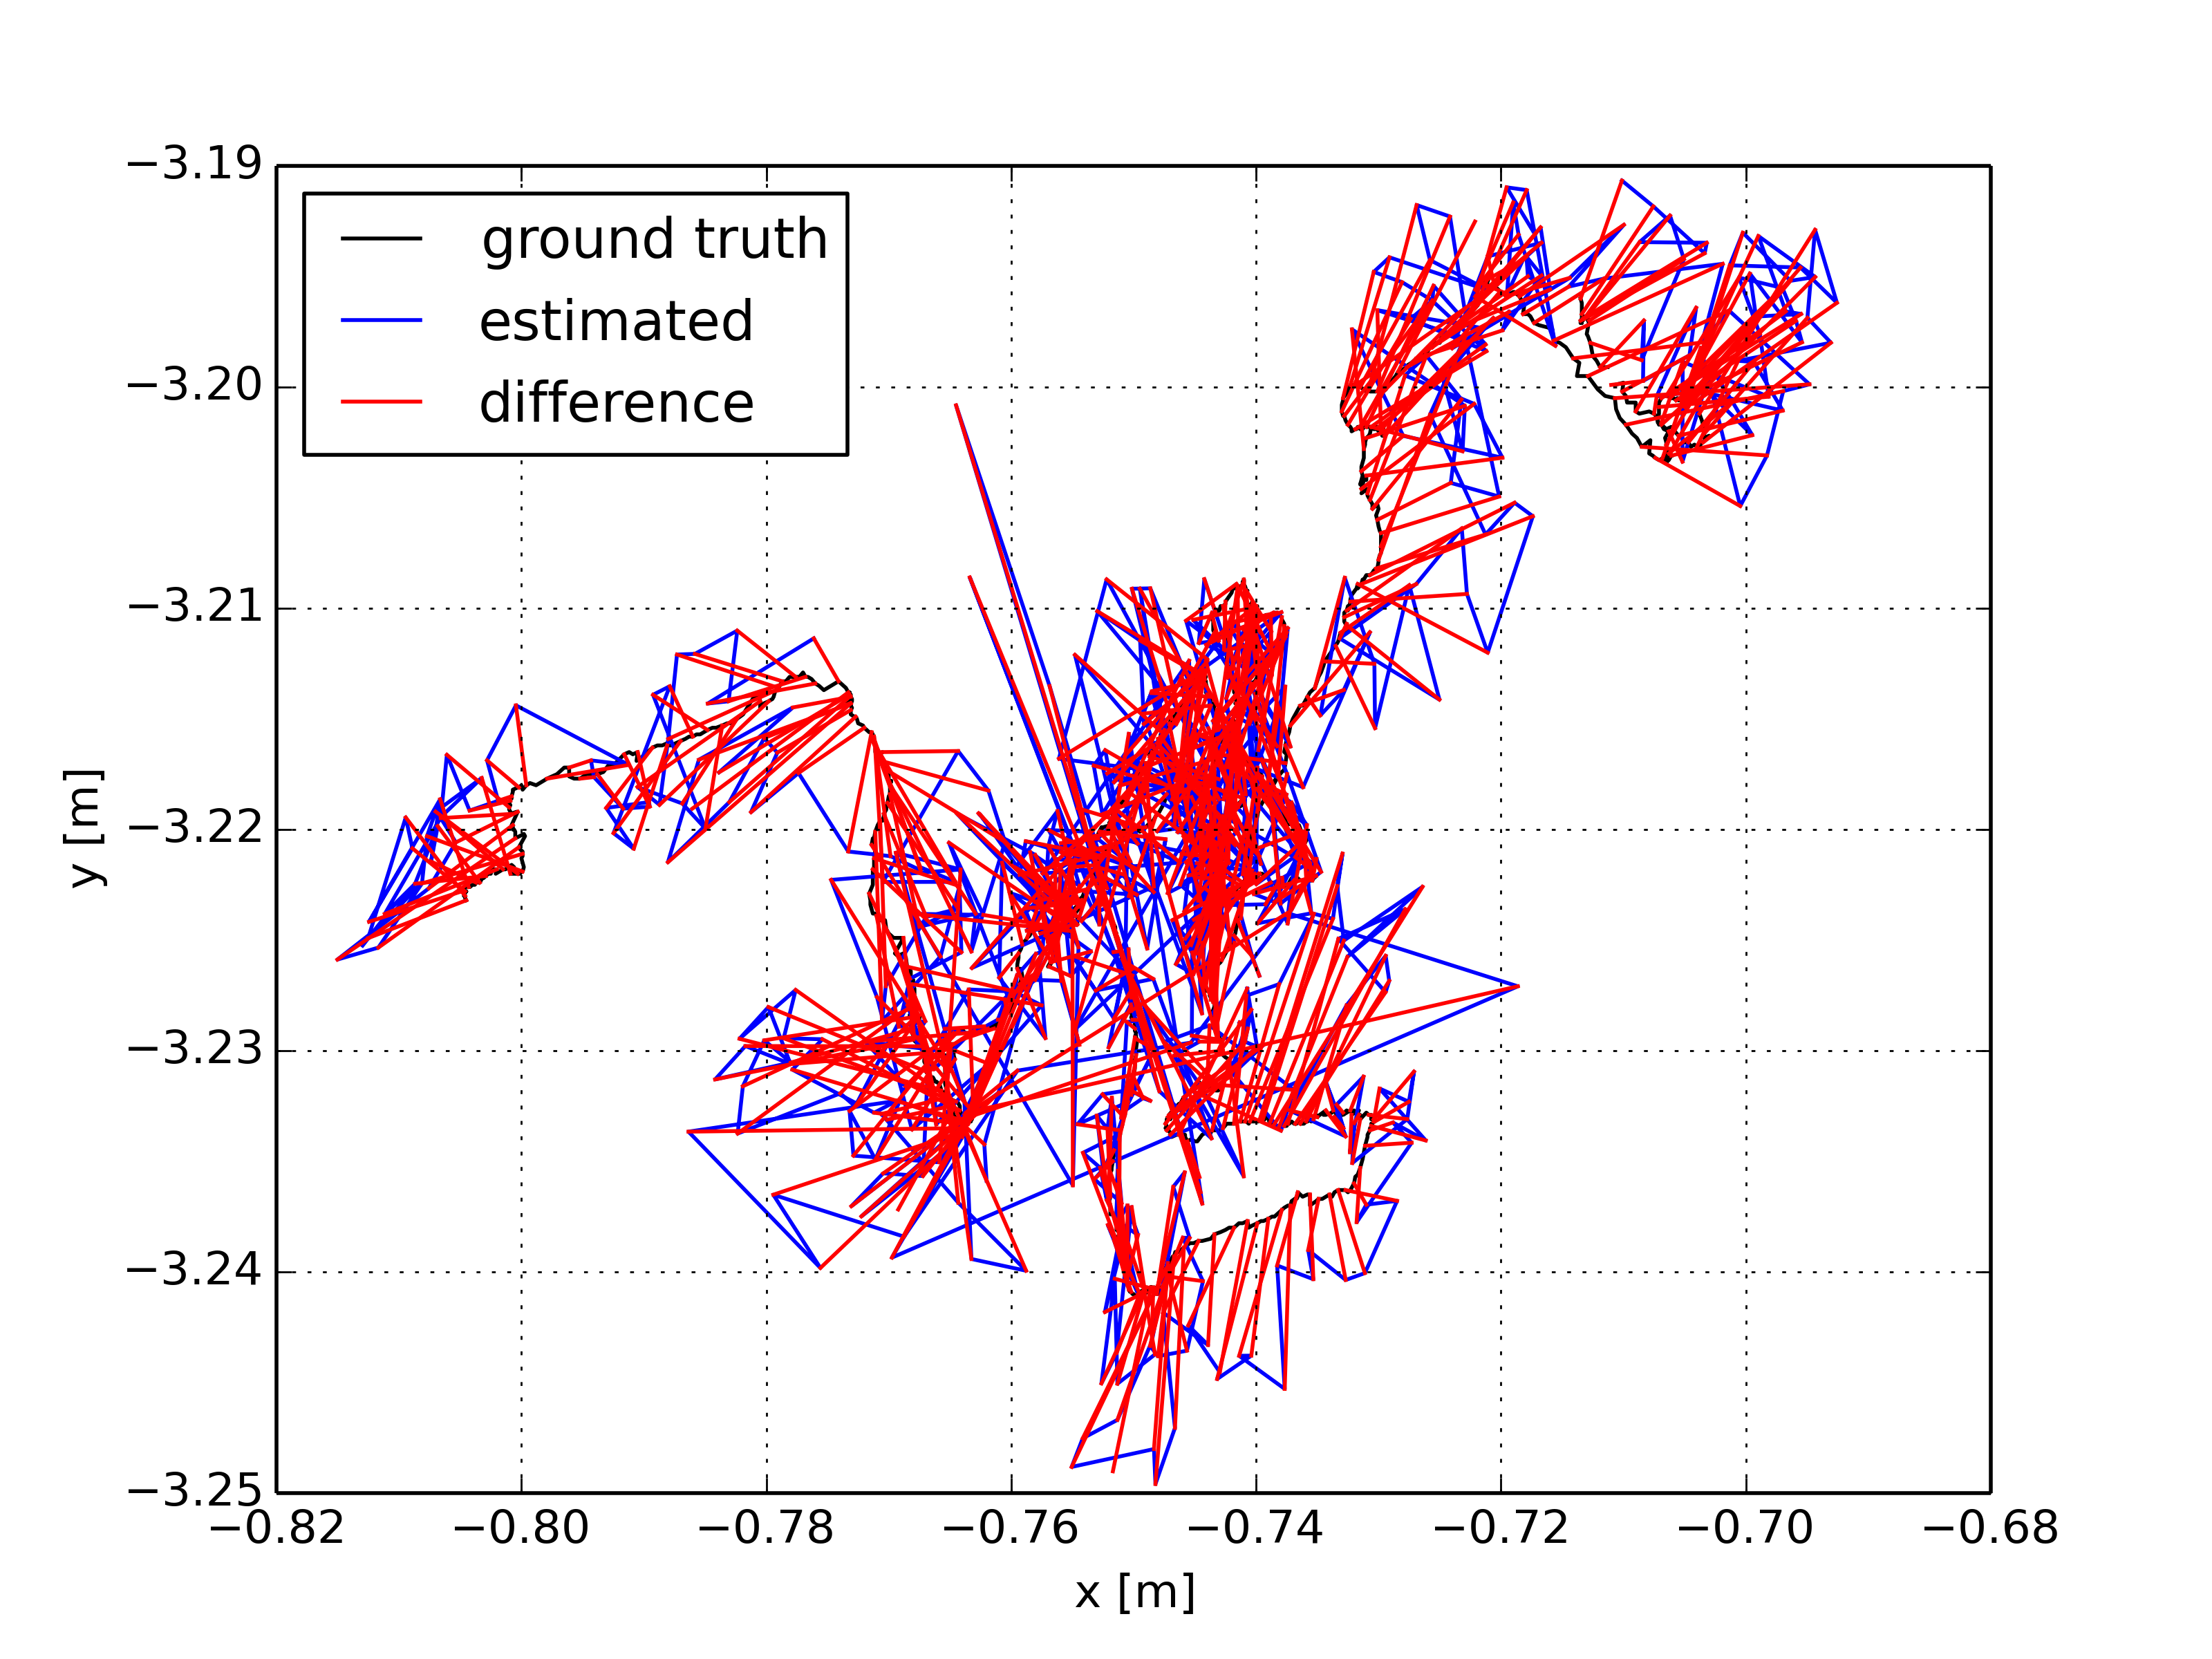 −3.19
ground truth
estimated
difference
−3.20
−3.21
−3.22
−3.23
−3.24
−3.25
y [m]
−0.82 −0.80 −0.78 −0.76 −0.74 −0.72 −0.70 −0.68
x [m]